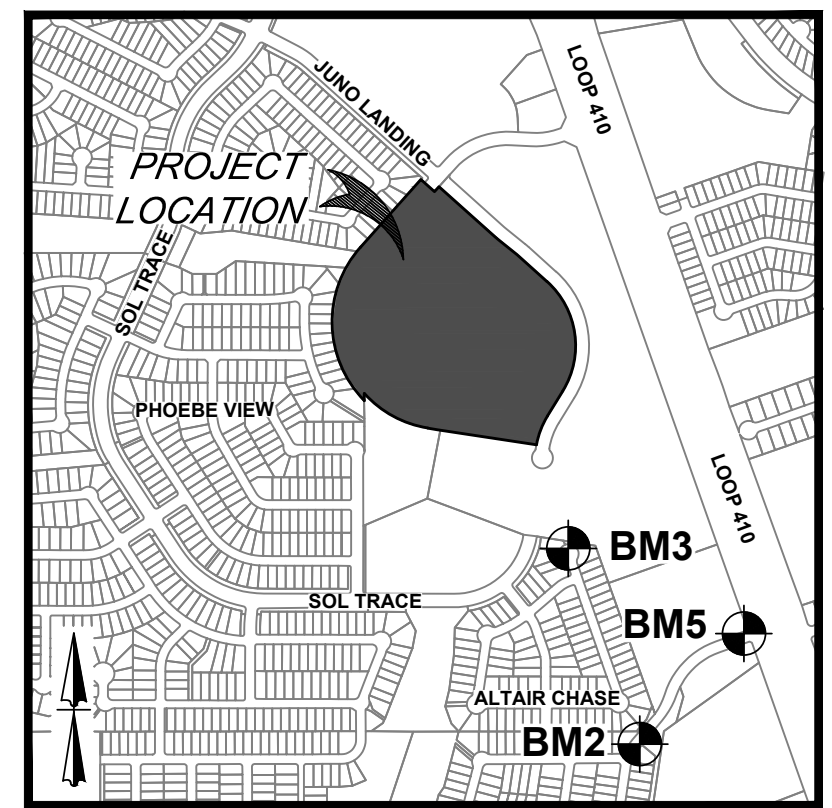 JUNO LANDING
LOOP 410
PROJECT
LOCATION
SOL TRACE
PHOEBE VIEW
LOOP 410
BM3
SOL TRACE
BM5
ALTAIR CHASE
BM2